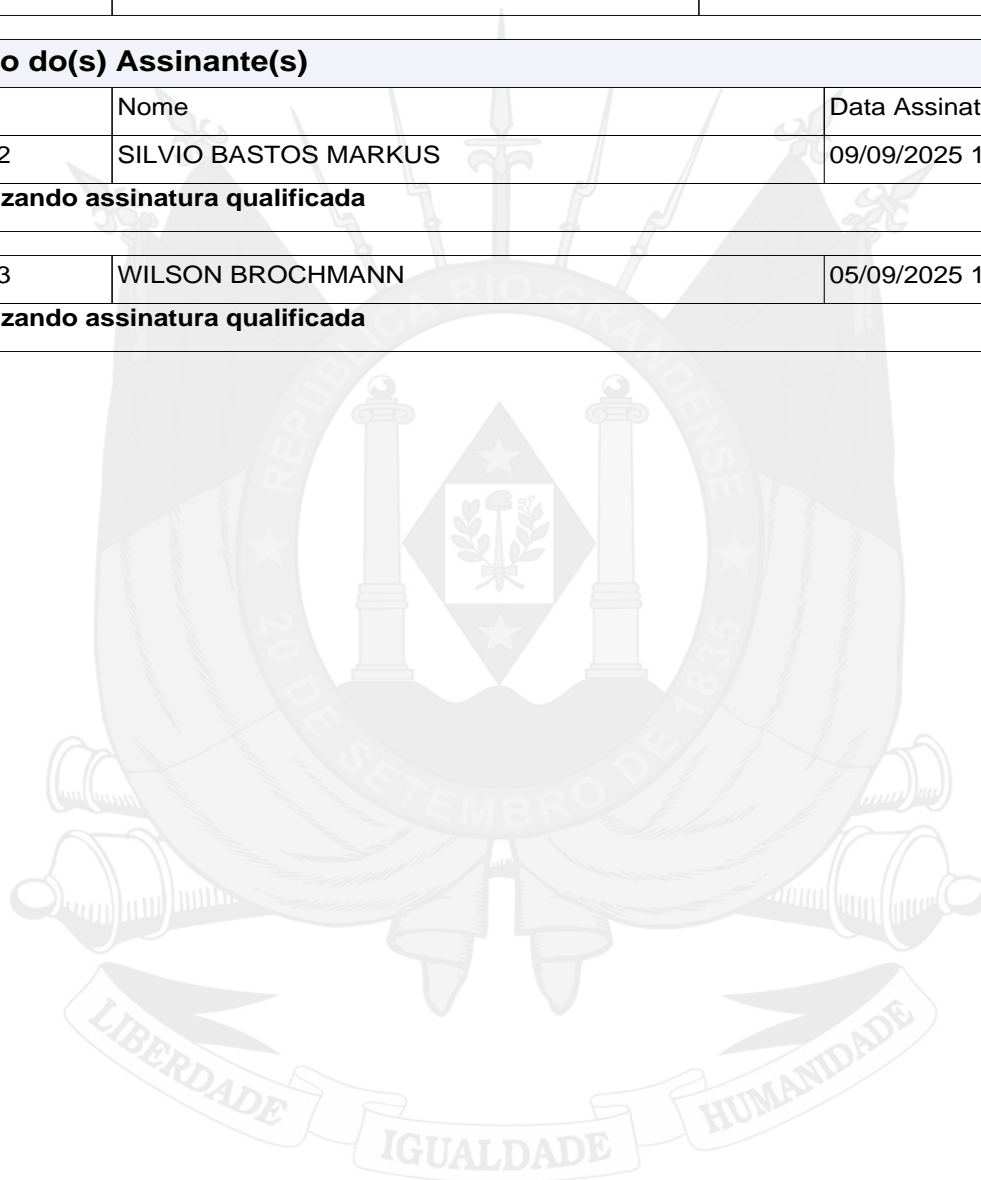 o do(s) Assinante(s)
Nome Data Assinat
2 SILVIO BASTOS MARKUS 09/09/2025 1
zando assinatura qualificada
3 WILSON BROCHMANN 05/09/2025 1
zando assinatura qualificada
REPÚBLICA RIO-GRANDENSE
20 DE SETEMBRO DE 1835
LIBERDADE IGUALDADE HUMANIDADE